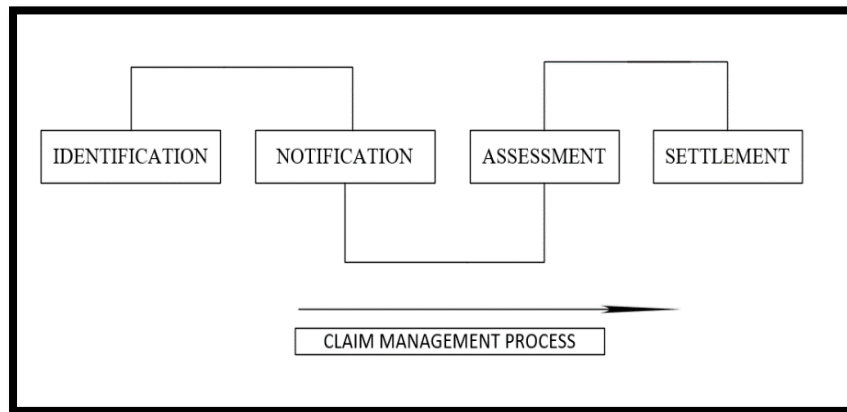 IDENTIFICATION
NOTIFICATION
ASSESSMENT
SETTLEMENT
CLAIM MANAGEMENT PROCESS